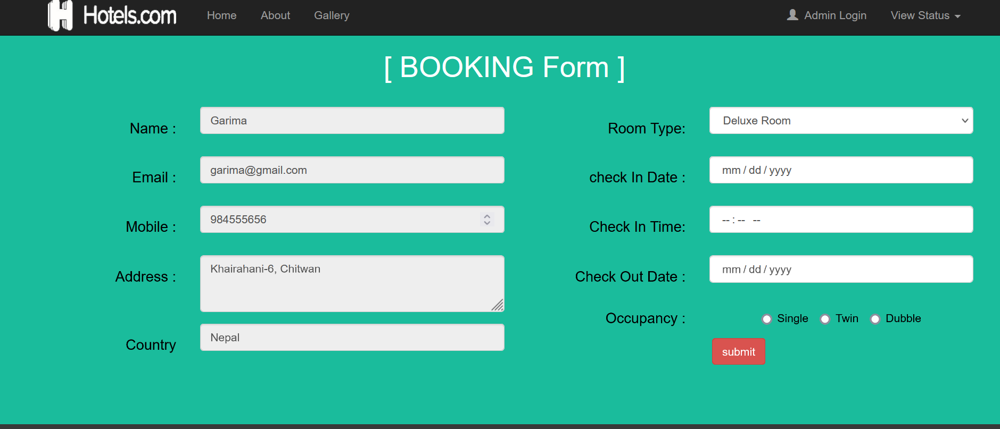 Hotels.com Home About Gallery Admin Login View Status
[ BOOKING Form ]
Name : Garima
Email : garima@gmail.com
Mobile : 984555656
Address : Khairahani-6, Chitwan
Country Nepal
Room Type: Deluxe Room
check In Date : mm / dd / yyyy
Check In Time: -- : -- --
Check Out Date : mm / dd / yyyy
Occupancy : Single Twin Dubble
submit